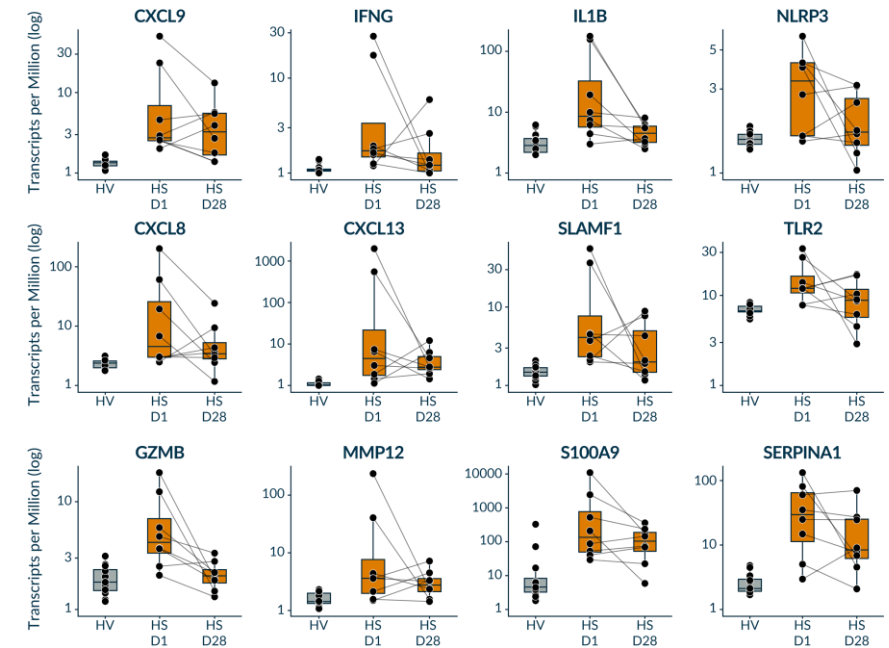 CXCL9 IFNG IL1B NLRP3
Transcripts per Million (log)
30
10
3
1
HV HS D1 HS D28
30
10
3
1
HV HS D1 HS D28
100
10
1
HV HS D1 HS D28
5
3
1
HV HS D1 HS D28
CXCL8 CXCL13 SLAMF1 TLR2
Transcripts per Million (log)
100
10
1
HV HS D1 HS D28
1000
100
10
1
HV HS D1 HS D28
30
10
3
1
HV HS D1 HS D28
30
10
3
1
HV HS D1 HS D28
GZMB MMP12 S100A9 SERPINA1
Transcripts per Million (log)
10
3
1
HV HS D1 HS D28
100
10
1
HV HS D1 HS D28
10000
1000
100
10
1
HV HS D1 HS D28
100
10
1
HV HS D1 HS D28